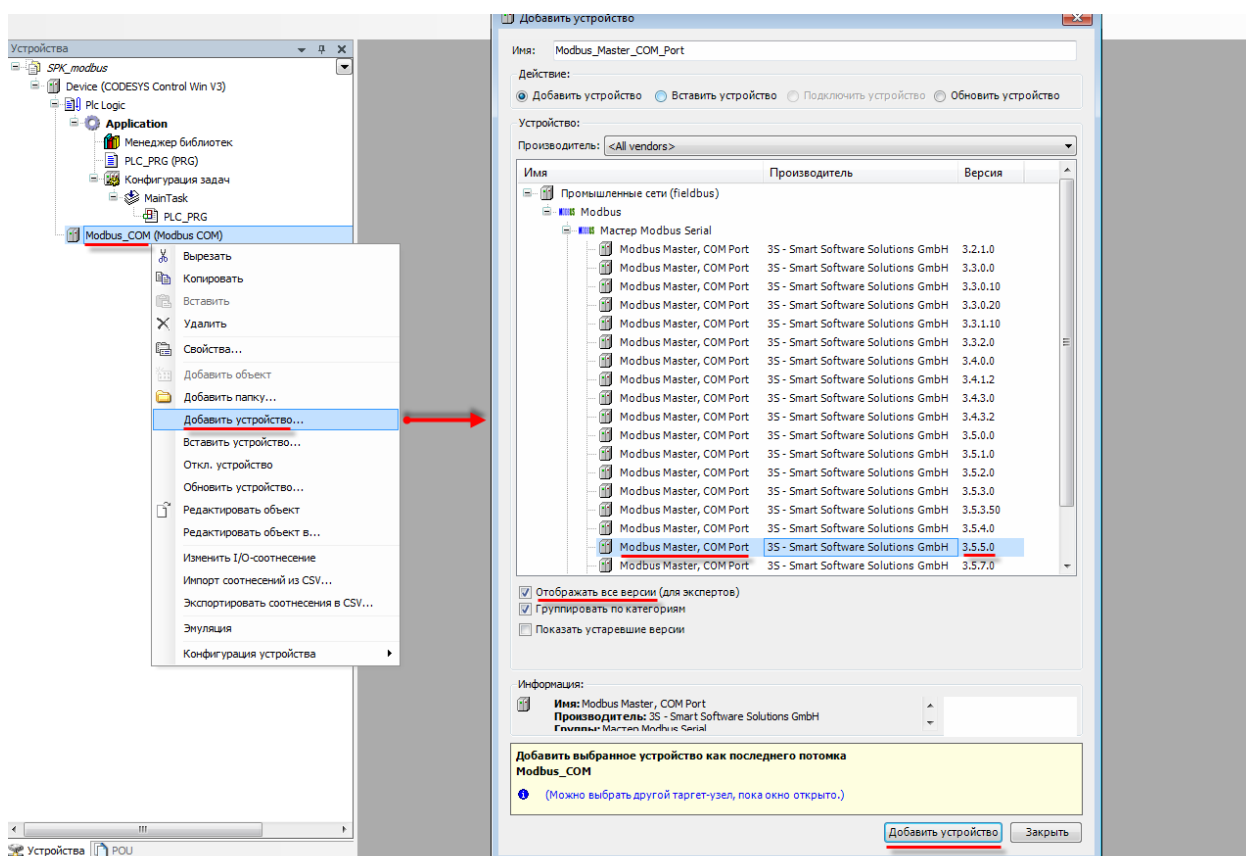 Устройства
SPK_modbus
Device (CODESYS Control Win V3)
Plc Logic
Application
Менеджер библиотек
PLC_PRG (PRG)
Конфигурация задач
MainTask
PLC_PRG
Modbus_COM (Modbus COM)
Вырезать
Копировать
Вставить
Удалить
Свойства...
Добавить объект
Добавить папку...
Добавить устройство...
Вставить устройство...
Откл. устройство
Обновить устройство...
Редактировать объект
Редактировать объект в...
Изменить I/O-соотнесение
Импорт соотнесений из CSV...
Экспортировать соотнесения в CSV...
Эмуляция
Конфигурация устройства
Устройства POU
Добавить устройство
Имя: Modbus_Master_COM_Port
Действие:
Добавить устройство Вставить устройство Подключить устройство Обновить устройство
Устройство:
Производитель: <All vendors>
Имя Производитель Версия
Промышленные сети (fieldbus)
Modbus
Мастер Modbus Serial
Modbus Master, COM Port 3S - Smart Software Solutions GmbH 3.2.1.0
Modbus Master, COM Port 3S - Smart Software Solutions GmbH 3.3.0.0
Modbus Master, COM Port 3S - Smart Software Solutions GmbH 3.3.0.10
Modbus Master, COM Port 3S - Smart Software Solutions GmbH 3.3.0.20
Modbus Master, COM Port 3S - Smart Software Solutions GmbH 3.3.1.10
Modbus Master, COM Port 3S - Smart Software Solutions GmbH 3.3.2.0
Modbus Master, COM Port 3S - Smart Software Solutions GmbH 3.4.0.0
Modbus Master, COM Port 3S - Smart Software Solutions GmbH 3.4.1.2
Modbus Master, COM Port 3S - Smart Software Solutions GmbH 3.4.3.0
Modbus Master, COM Port 3S - Smart Software Solutions GmbH 3.4.3.2
Modbus Master, COM Port 3S - Smart Software Solutions GmbH 3.5.0.0
Modbus Master, COM Port 3S - Smart Software Solutions GmbH 3.5.1.0
Modbus Master, COM Port 3S - Smart Software Solutions GmbH 3.5.2.0
Modbus Master, COM Port 3S - Smart Software Solutions GmbH 3.5.3.0
Modbus Master, COM Port 3S - Smart Software Solutions GmbH 3.5.3.50
Modbus Master, COM Port 3S - Smart Software Solutions GmbH 3.5.4.0
Modbus Master, COM Port 3S - Smart Software Solutions GmbH 3.5.5.0
Modbus Master, COM Port 3S - Smart Software Solutions GmbH 3.5.7.0
Отображать все версии (для экспертов)
Группировать по категориям
Показать устаревшие версии
Информация:
Имя: Modbus Master, COM Port
Производитель: 3S - Smart Software Solutions GmbH
Группы: Мастер Modbus Serial
Добавить выбранное устройство как последнего потомка
Modbus_COM
(Можно выбрать другой таргет-узел, пока окно открыто.)
Добавить устройство Закрыть